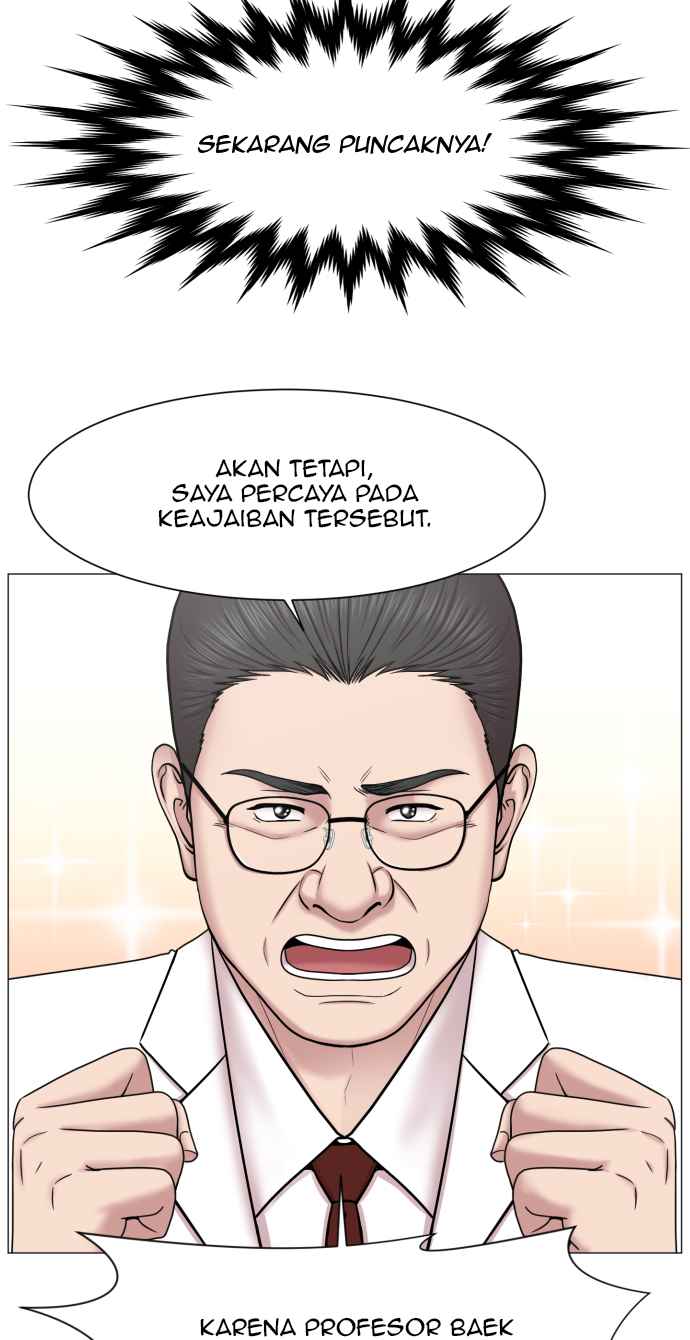 SEKARANG PUNCAKNYA!
AKAN TETAPI,
SAYA PERCAYA PADA
KEAJAIBAN TERSEBUT.
KARENA PROFESOR BAEK